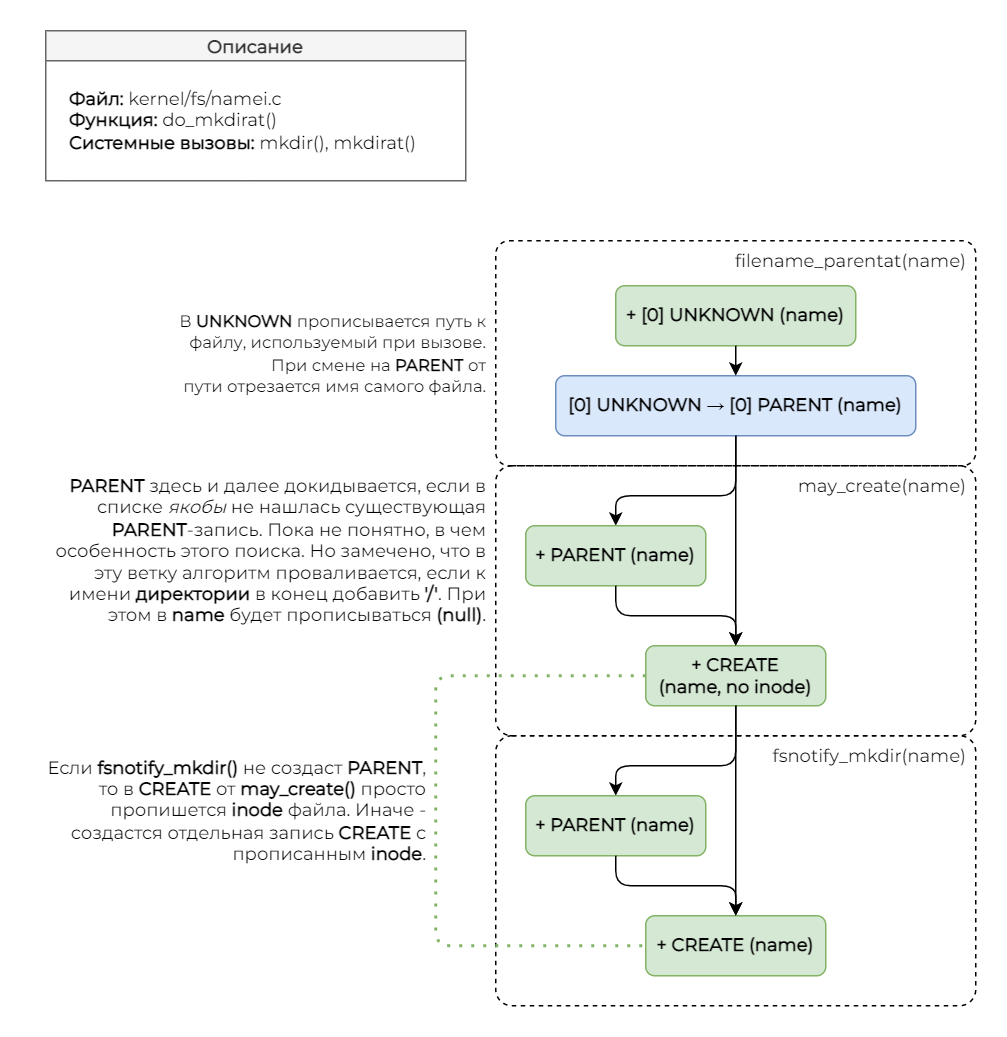 Описание
Файл: kernel/fs/namei.c
Функция: do_mkdirat()
Системные вызовы: mkdir(), mkdirat()
filename_parentat(name)
+ [0] UNKNOWN (name)
В UNKNOWN прописывается путь к
файлу, используемый при вызове.
При смене на PARENT от
пути отрезается имя самого файла.
[0] UNKNOWN → [0] PARENT (name)
may_create(name)
PARENT здесь и далее докидывается, если в
списке якобы не нашлась существующая
PARENT-запись. Пока не понятно, в чем
особенность этого поиска. Но замечено, что в
эту ветку алгоритм проваливается, если к
имени директории в конец добавить '/'. При
этом в name будет прописываться (null).
+ PARENT (name)
+ CREATE
(name, no inode)
fsnotify_mkdir(name)
Если fsnotify_mkdir() не создаст PARENT,
то в CREATE от may_create() просто
пропишется inode файла. Иначе -
создастся отдельная запись CREATE с
прописанным inode.
+ PARENT (name)
+ CREATE (name)